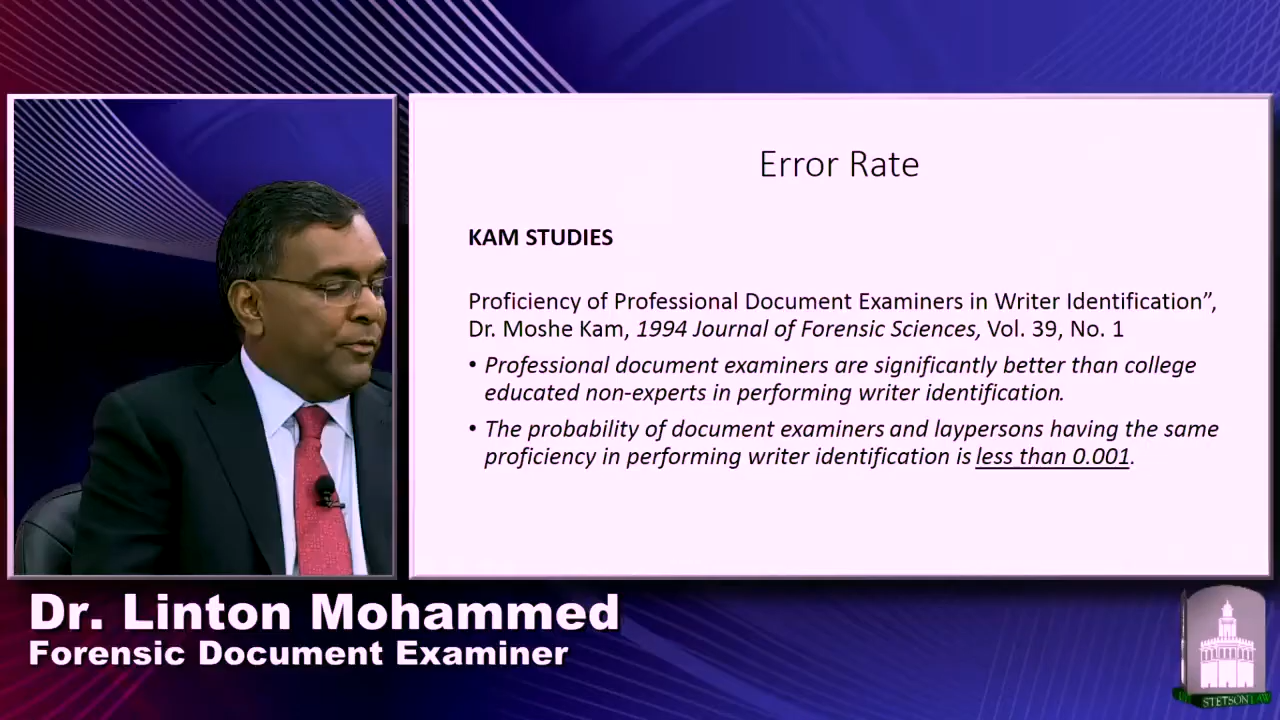 Error Rate
KAM STUDIES
Proficiency of Professional Document Examiners in Writer Identification”,
Dr. Moshe Kam, 1994 Journal of Forensic Sciences, Vol. 39, No. 1
• Professional document examiners are significantly better than college
educated non-experts in performing writer identification.
• The probability of document examiners and laypersons having the same
proficiency in performing writer identification is less than 0.001.
Dr. Linton Mohammed
Forensic Document Examiner
STETSON LAW